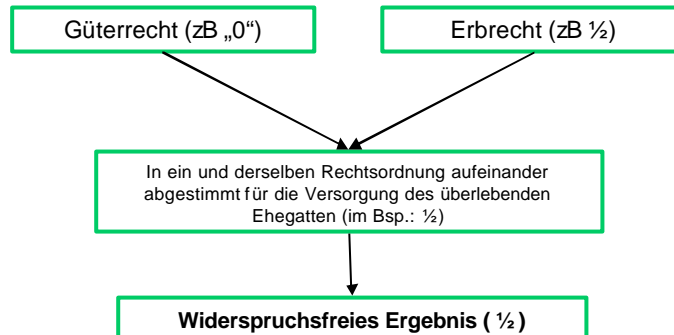 Güterrecht (zB „0“)
Erbrecht (zB ½)
In ein und derselben Rechtsordnung aufeinander
abgestimmt für die Versorgung des überlebenden
Ehegatten (im Bsp.: ½)
Widerspruchsfreies Ergebnis ( ½ )